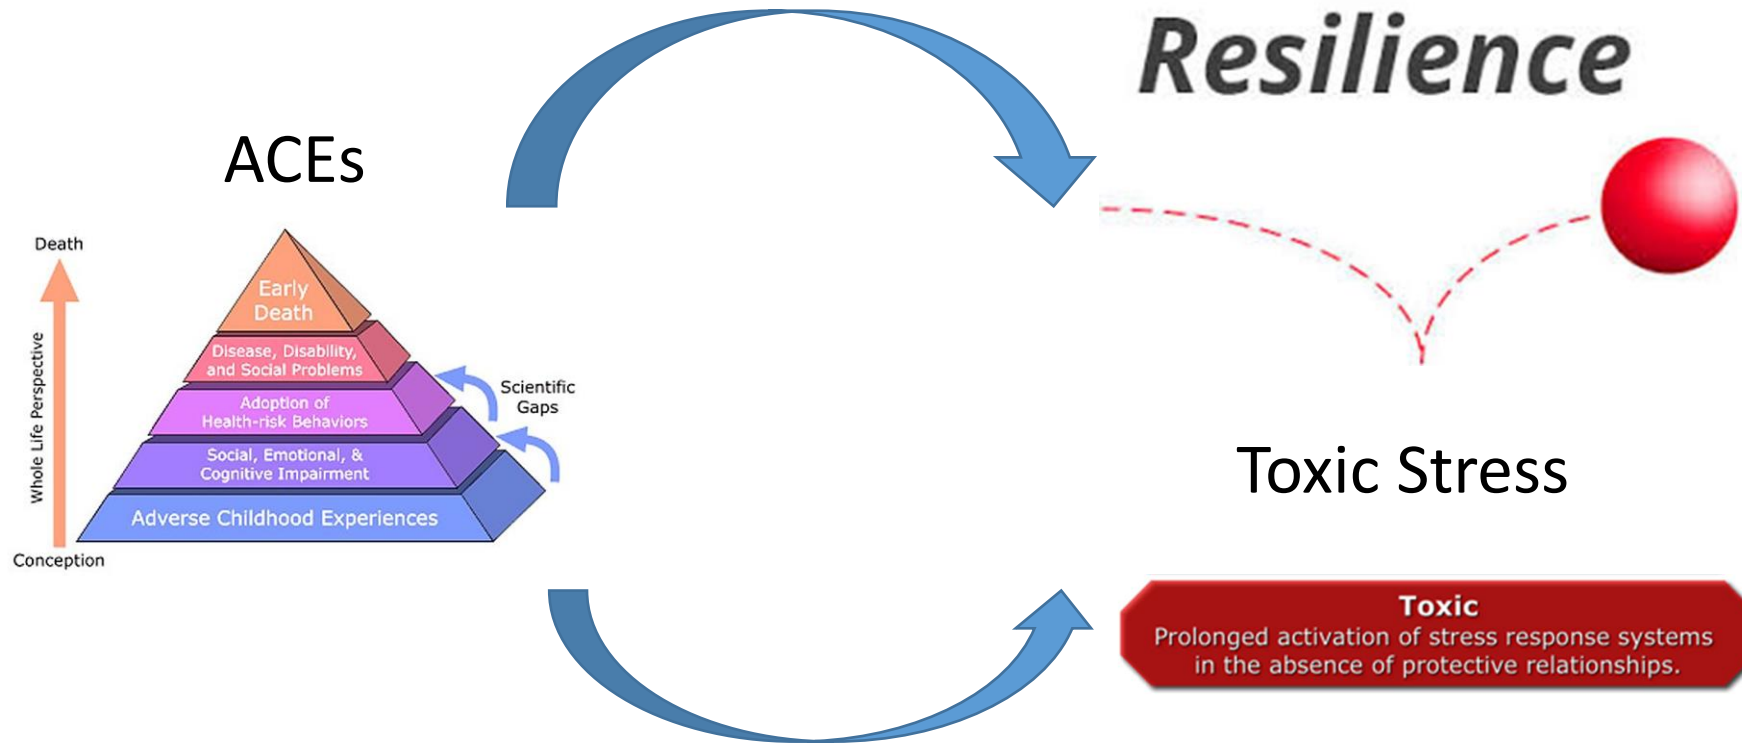 ACEs
Death
Whole Life Perspective
Conception
Early
Death
Disease, Disability,
and Social Problems
Adoption of
Health-risk Behaviors
Social, Emotional, &
Cognitive Impairment
Adverse Childhood Experiences
Scientific
Gaps
Resilience
Toxic Stress
Toxic
Prolonged activation of stress response systems
in the absence of protective relationships.